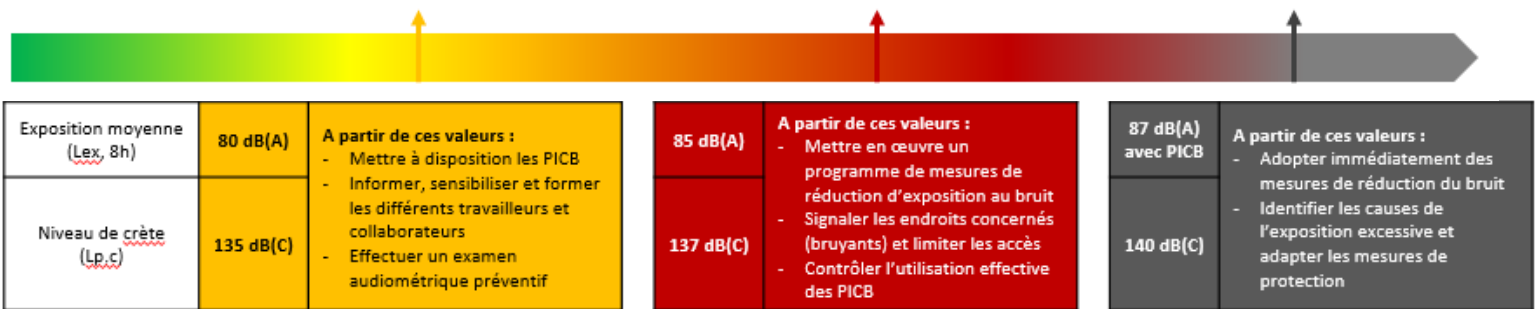 Exposition moyenne
(Lex, 8h)
80 dB(A)
Niveau de crète
(Lp,c)
135 dB(C)
A partir de ces valeurs :
- Mettre à disposition les PICB
- Informer, sensibiliser et former
les différents travailleurs et
collaborateurs
- Effectuer un examen
audiométrique préventif
85 dB(A)
137 dB(C)
A partir de ces valeurs :
- Mettre en œuvre un
programme de mesures de
réduction d’exposition au bruit
- Signaler les endroits concernés
(bruyants) et limiter les accès
- Contrôler l’utilisation effective
des PICB
87 dB(A)
avec PICB
140 dB(C)
A partir de ces valeurs :
- Adopter immédiatement des
mesures de réduction du bruit
- Identifier les causes de
l’exposition excessive et
adapter les mesures de
protection